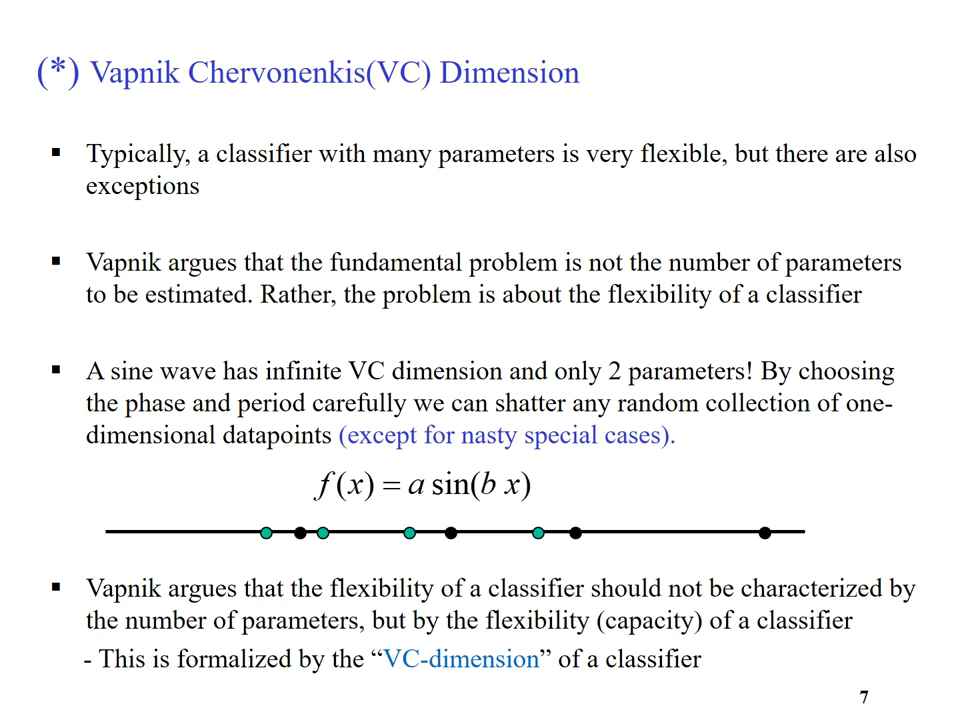 (*) Vapnik Chervonenkis(VC) Dimension
▪ Typically, a classifier with many parameters is very flexible, but there are also
exceptions
▪ Vapnik argues that the fundamental problem is not the number of parameters
to be estimated. Rather, the problem is about the flexibility of a classifier
▪ A sine wave has infinite VC dimension and only 2 parameters! By choosing
the phase and period carefully we can shatter any random collection of one-
dimensional datapoints (except for nasty special cases).
f (x) = a sin(b x)
▪ Vapnik argues that the flexibility of a classifier should not be characterized by
the number of parameters, but by the flexibility (capacity) of a classifier
- This is formalized by the “VC-dimension” of a classifier
7